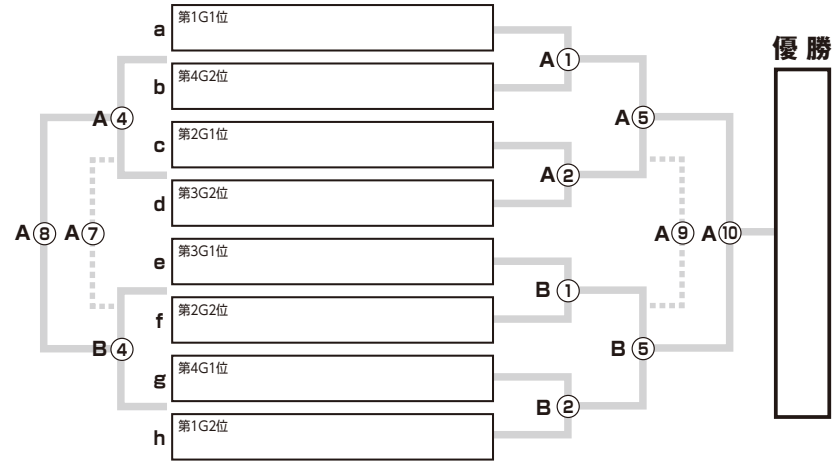 優勝
a 第1G1位
A①
b 第4G2位
A④
A⑤
c 第2G1位
A②
d 第3G2位
A⑧ A⑦
A⑨ A⑩
e 第3G1位
B①
f 第2G2位
B④
B⑤
g 第4G1位
B②
h 第1G2位